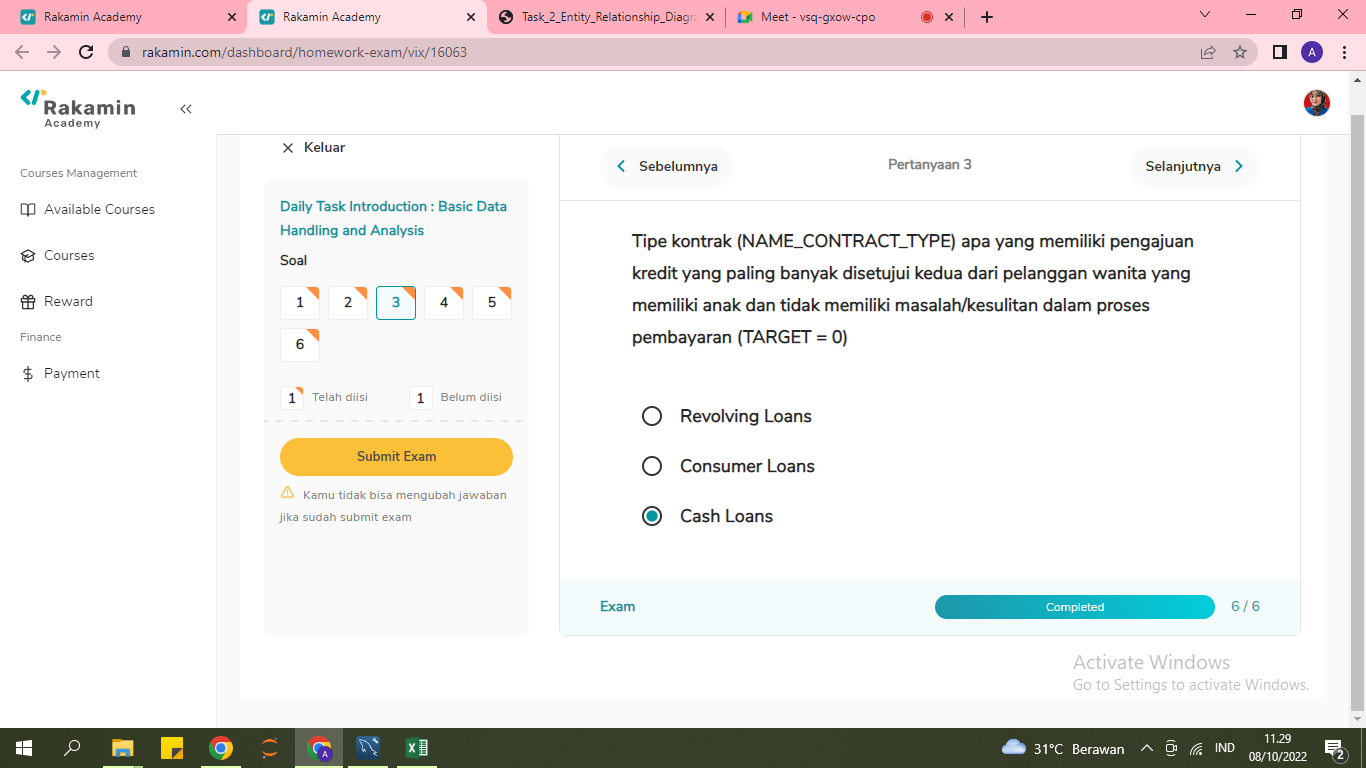 Rakamin Academy
Rakamin Academy
Task_2_Entity_Relationship_Diagra
Meet - vsq-gxow-cpo
rakamin.com/dashboard/homework-exam/vix/16063
A
Rakamin
Academy
Courses Management
Available Courses
Courses
Reward
Finance
Payment
Keluar
Daily Task Introduction : Basic Data
Handling and Analysis
Soal
1 2 3 4 5
6
1 Telah diisi 1 Belum diisi
Submit Exam
Kamu tidak bisa mengubah jawaban
jika sudah submit exam
Sebelumnya
Pertanyaan 3
Selanjutnya
Tipe kontrak (NAME_CONTRACT_TYPE) apa yang memiliki pengajuan
kredit yang paling banyak disetujui kedua dari pelanggan wanita yang
memiliki anak dan tidak memiliki masalah/kesulitan dalam proses
pembayaran (TARGET = 0)
Revolving Loans
Consumer Loans
Cash Loans
Exam
Completed
6 / 6
Activate Windows
Go to Settings to activate Windows.
A
31°C Berawan
IND
11.29
08/10/2022
2